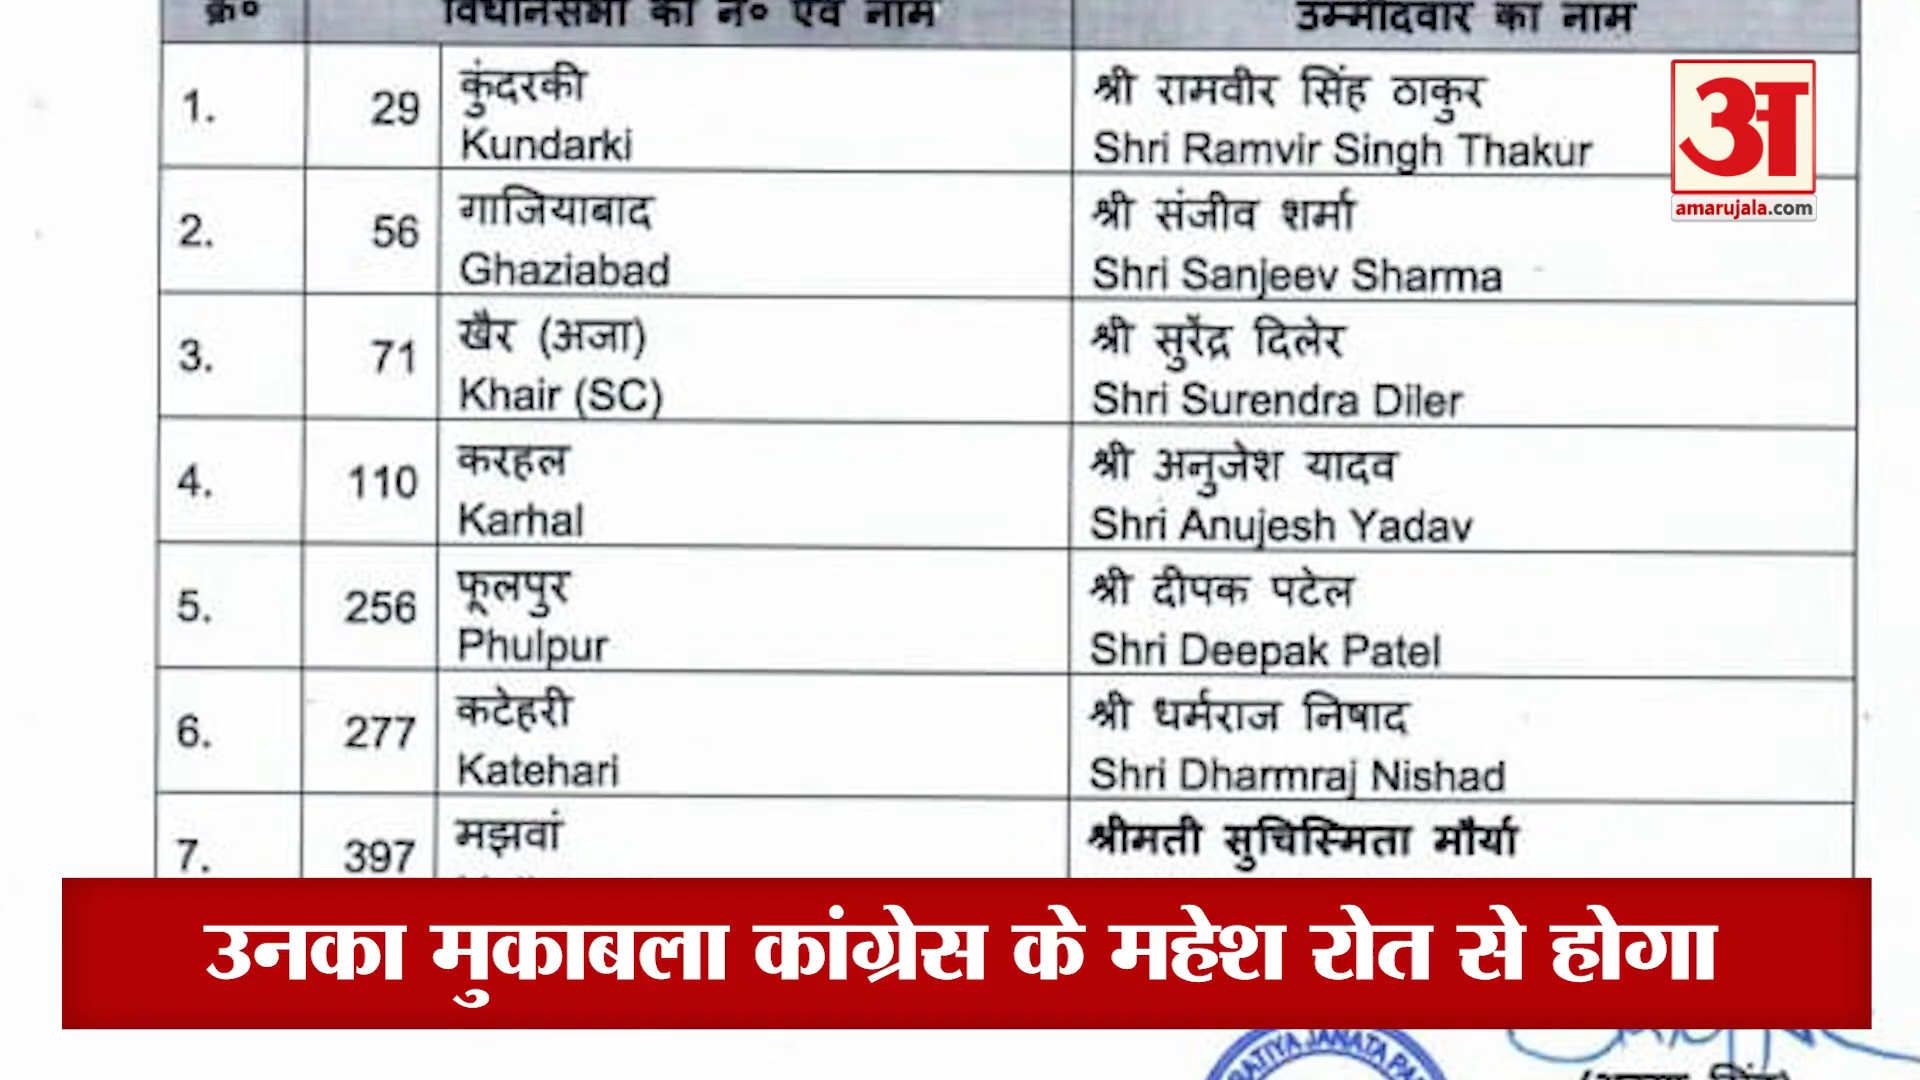 क्र० विधानसभा का न० एवं नाम उम्मीदवार का नाम
1. 29 कुंदरकी श्री रामवीर सिंह ठाकुर
Kundarki Shri Ramvir Singh Thakur
2. 56 गाजियाबाद श्री संजीव शर्मा
Ghaziabad Shri Sanjeev Sharma
3. 71 खैर (अजा) श्री सुरेंद्र दिलेर
Khair (SC) Shri Surendra Diler
4. 110 करहल श्री अनुजेश यादव
Karhal Shri Anujesh Yadav
5. 256 फूलपुर श्री दीपक पटेल
Phulpur Shri Deepak Patel
6. 277 कटेहरी श्री धर्मराज निषाद
Katehari Shri Dharmraj Nishad
7. 397 मझवां श्रीमती सुचिस्मिता मौर्या
अ
amarujala.com
उनका मुकाबला कांग्रेस के महेश रोत से होगा
JANATA